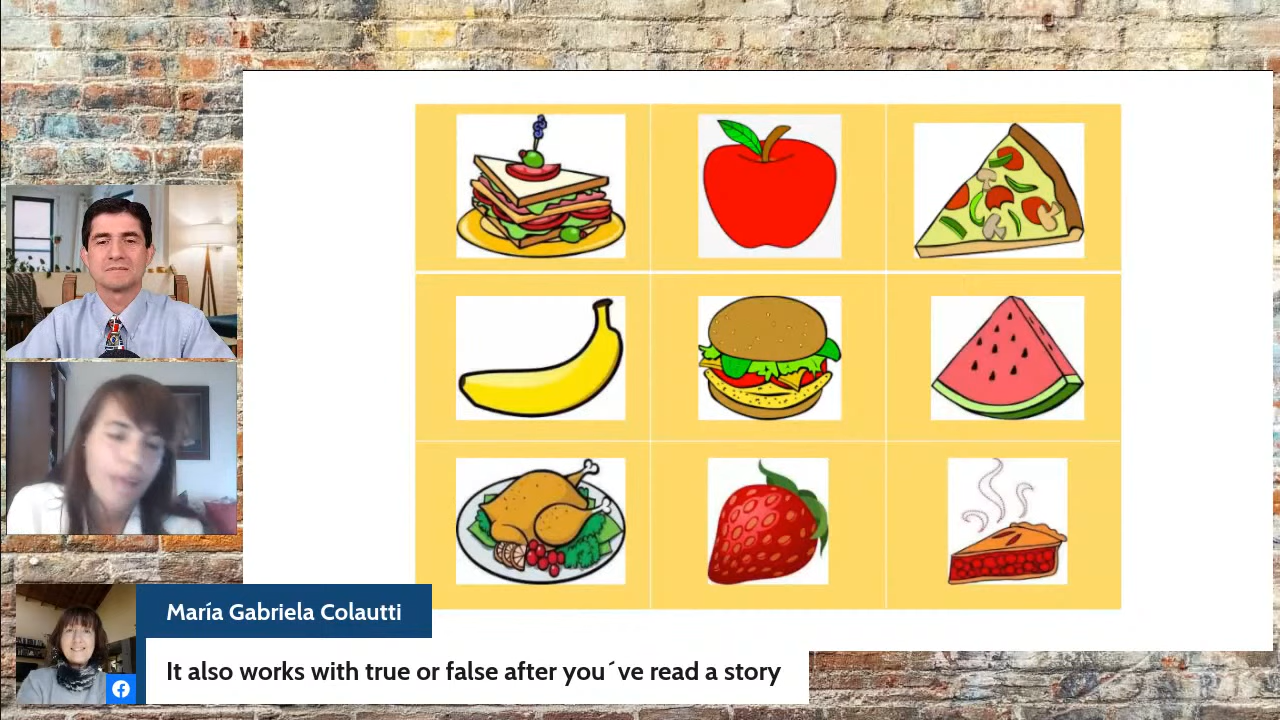 María Gabriela Colautti
It also works with true or false after you´ve read a story